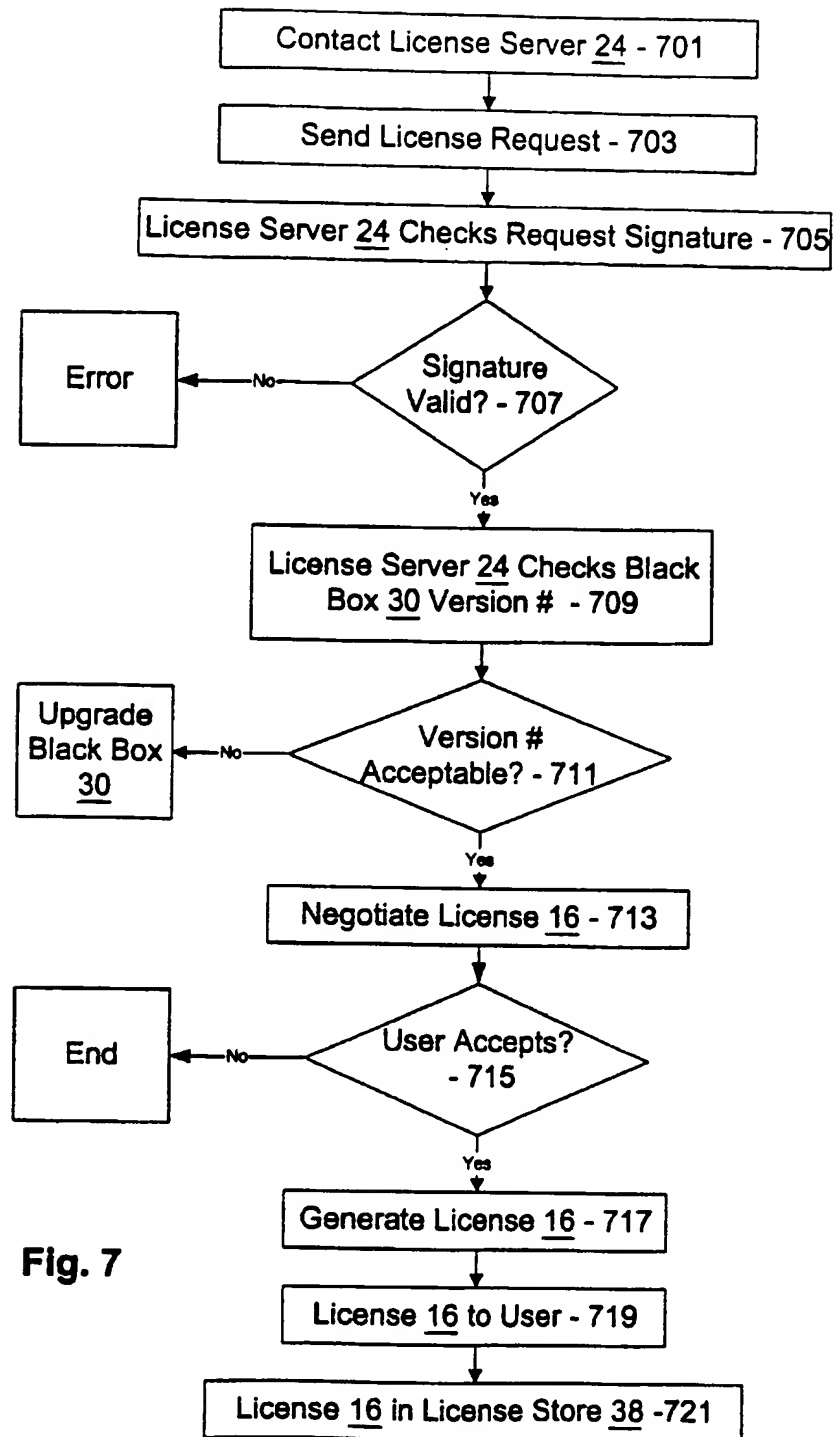 Contact License Server 24 - 701
Send License Request - 703
License Server 24 Checks Request Signature - 705
Signature
Valid? - 707
No
Error
Yes
License Server 24 Checks Black
Box 30 Version # - 709
Version #
Acceptable? - 711
No
Upgrade
Black Box
30
Yes
Negotiate License 16 - 713
User Accepts?
- 715
No
End
Yes
Generate License 16 - 717
License 16 to User - 719
License 16 in License Store 38 -721
Fig. 7